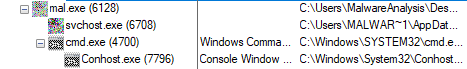 mal.exe (6128) C:\Users\MalwareAnalysis\Des...
svchost.exe (6708) C:\Users\MALWAR~1\AppDat...
cmd.exe (4700) Windows Comma... C:\Windows\SYSTEM32\cmd.e
Conhost.exe (7796) Console Window ... C:\Windows\System32\Conhost